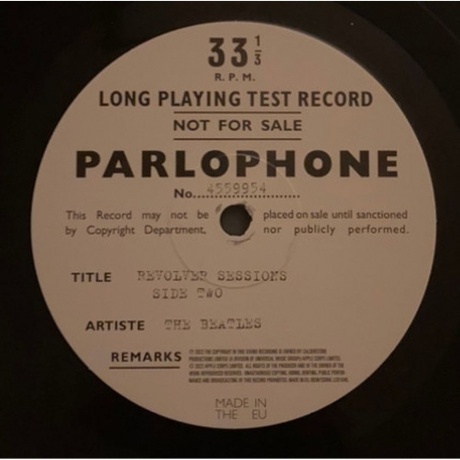 33 1/3
R. P. M.
LONG PLAYING TEST RECORD
NOT FOR SALE
PARLOPHONE
No...4559954...........
This Record may not be placed on sale until sanctioned
by Copyright Department, nor publicly performed.
TITLE REVOLVER SESSIONS
SIDE TWO
ARTISTE THE BEATLES
REMARKS
MADE IN
THE EU